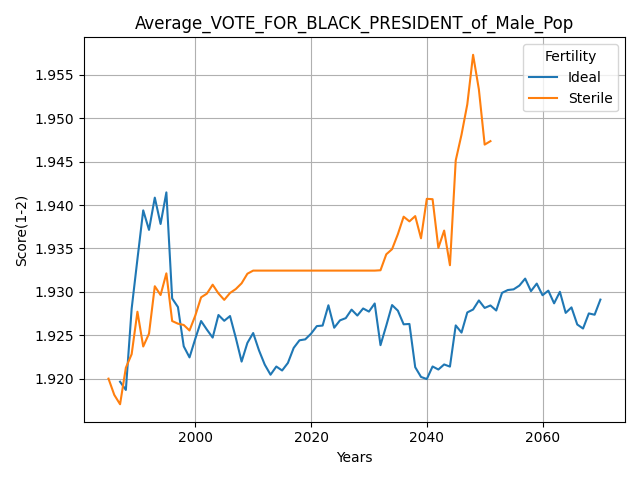 Average_VOTE_FOR_BLACK_PRESIDENT_of_Male_Pop
Fertility
Ideal
Sterile
1.955
1.950
1.945
1.940
1.935
1.930
1.925
1.920
Score(1-2)
2000
2020
2040
2060
Years